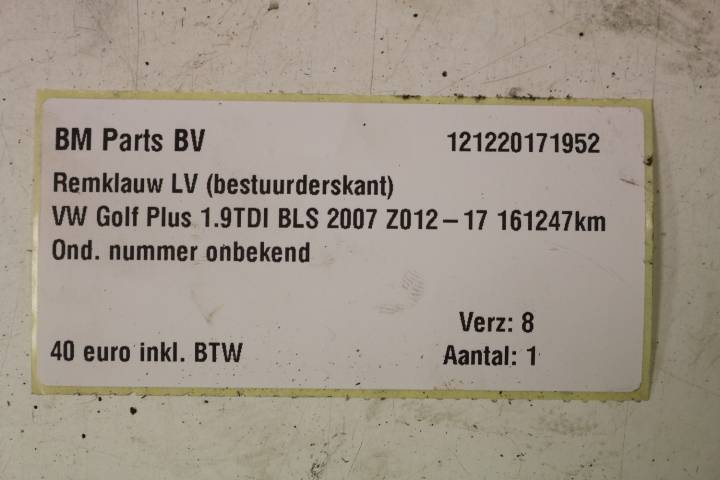 BM Parts BV 121220171952
Remklauw LV (bestuurderskant)
VW Golf Plus 1.9TDI BLS 2007 Z012-17 161247km
Ond. nummer onbekend
Verz: 8
40 euro inkl. BTW Aantal: 1